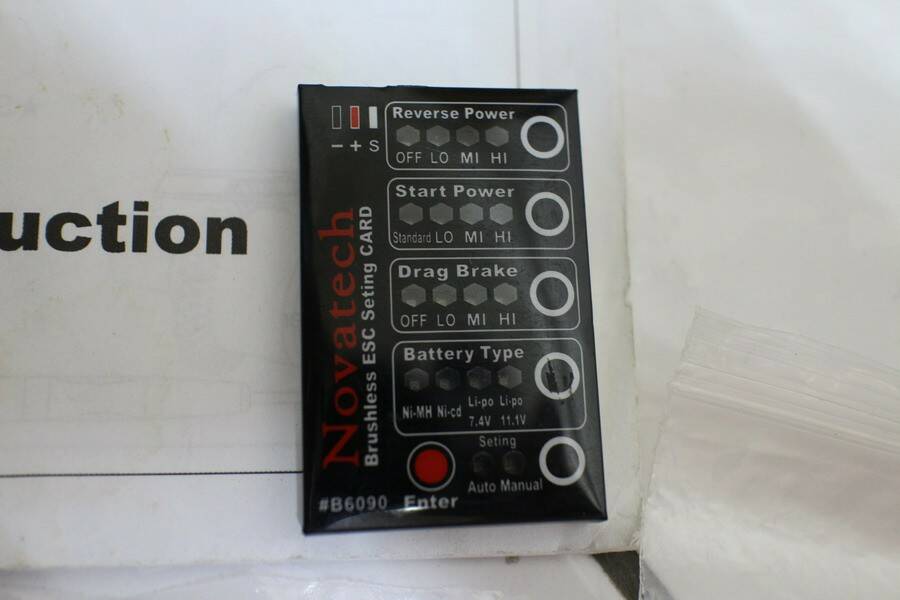 uction
Reverse Power
− + S
OFF LO MI HI
Start Power
Standard LO MI HI
Drag Brake
OFF LO MI HI
Battery Type
Ni-MH Ni-cd Li-po Li-po
7.4V 11.1V
Seting
Auto Manual
Enter
#B6090
Novatech
Brushless ESC Seting CARD